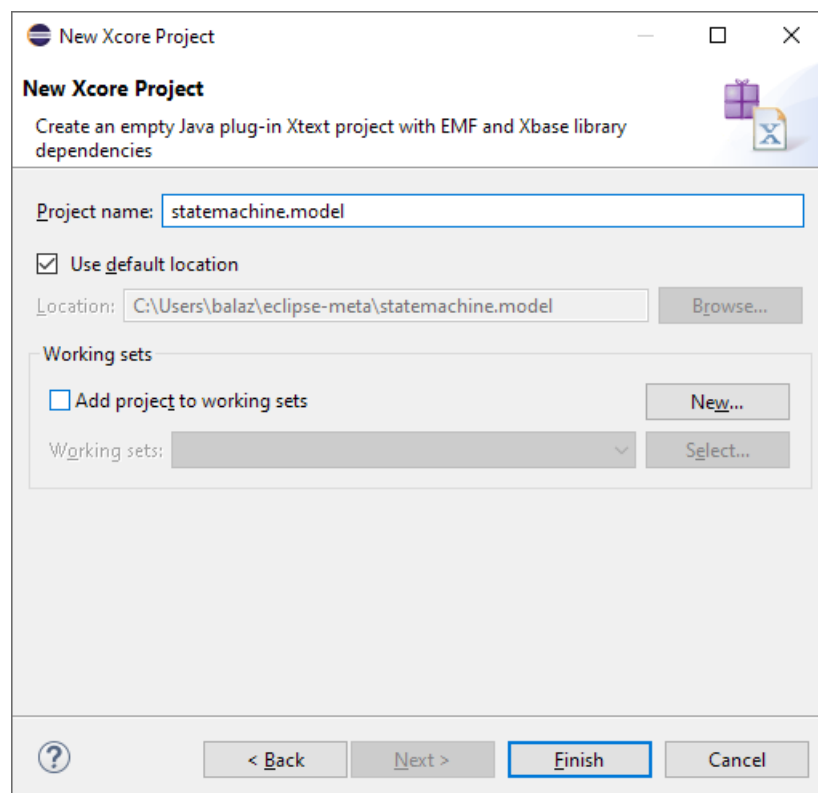 New Xcore Project
New Xcore Project
Create an empty Java plug-in Xtext project with EMF and Xbase library
dependencies
Project name: statemachine.model
Use default location
Location: C:\Users\balaz\eclipse-meta\statemachine.model Browse...
Working sets
Add project to working sets New...
Working sets: Select...
? < Back Next > Finish Cancel